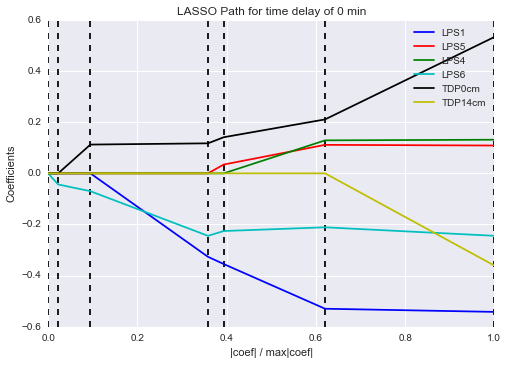 LASSO Path for time delay of 0 min
0.6
0.4
0.2
0.0
−0.2
−0.4
−0.6
Coefficients
LPS1
LPS5
LPS4
LPS6
TDP0cm
TDP14cm
0.0 0.2 0.4 0.6 0.8 1.0
|coef| / max|coef|